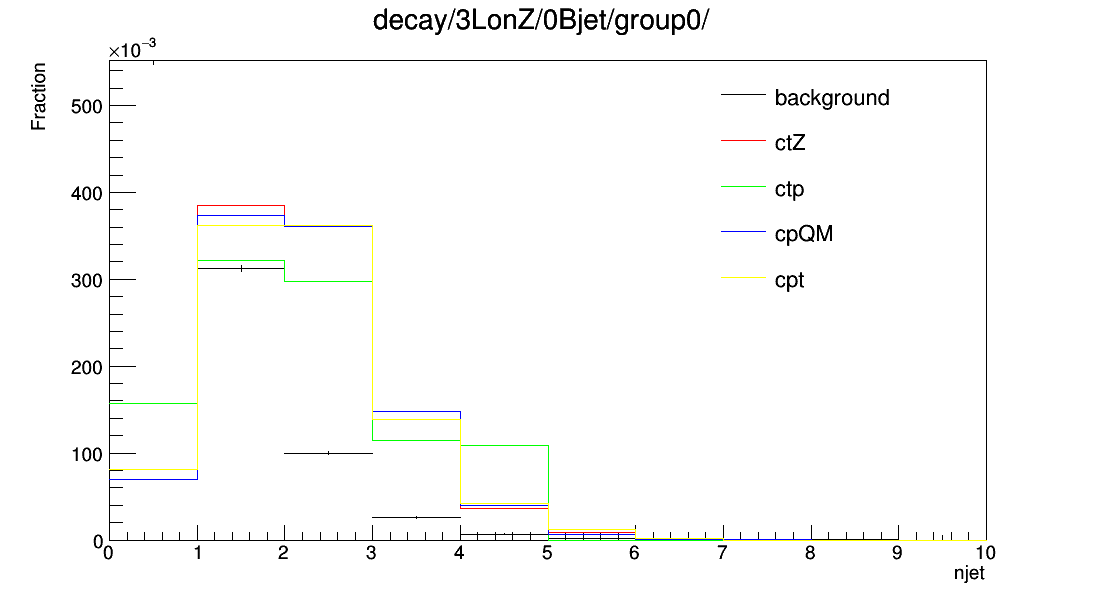 decay/3LonZ/0Bjet/group0/
×10⁻³
Fraction
500
400
300
200
100
0
background
ctZ
ctp
cpQM
cpt
0 1 2 3 4 5 6 7 8 9 10
njet